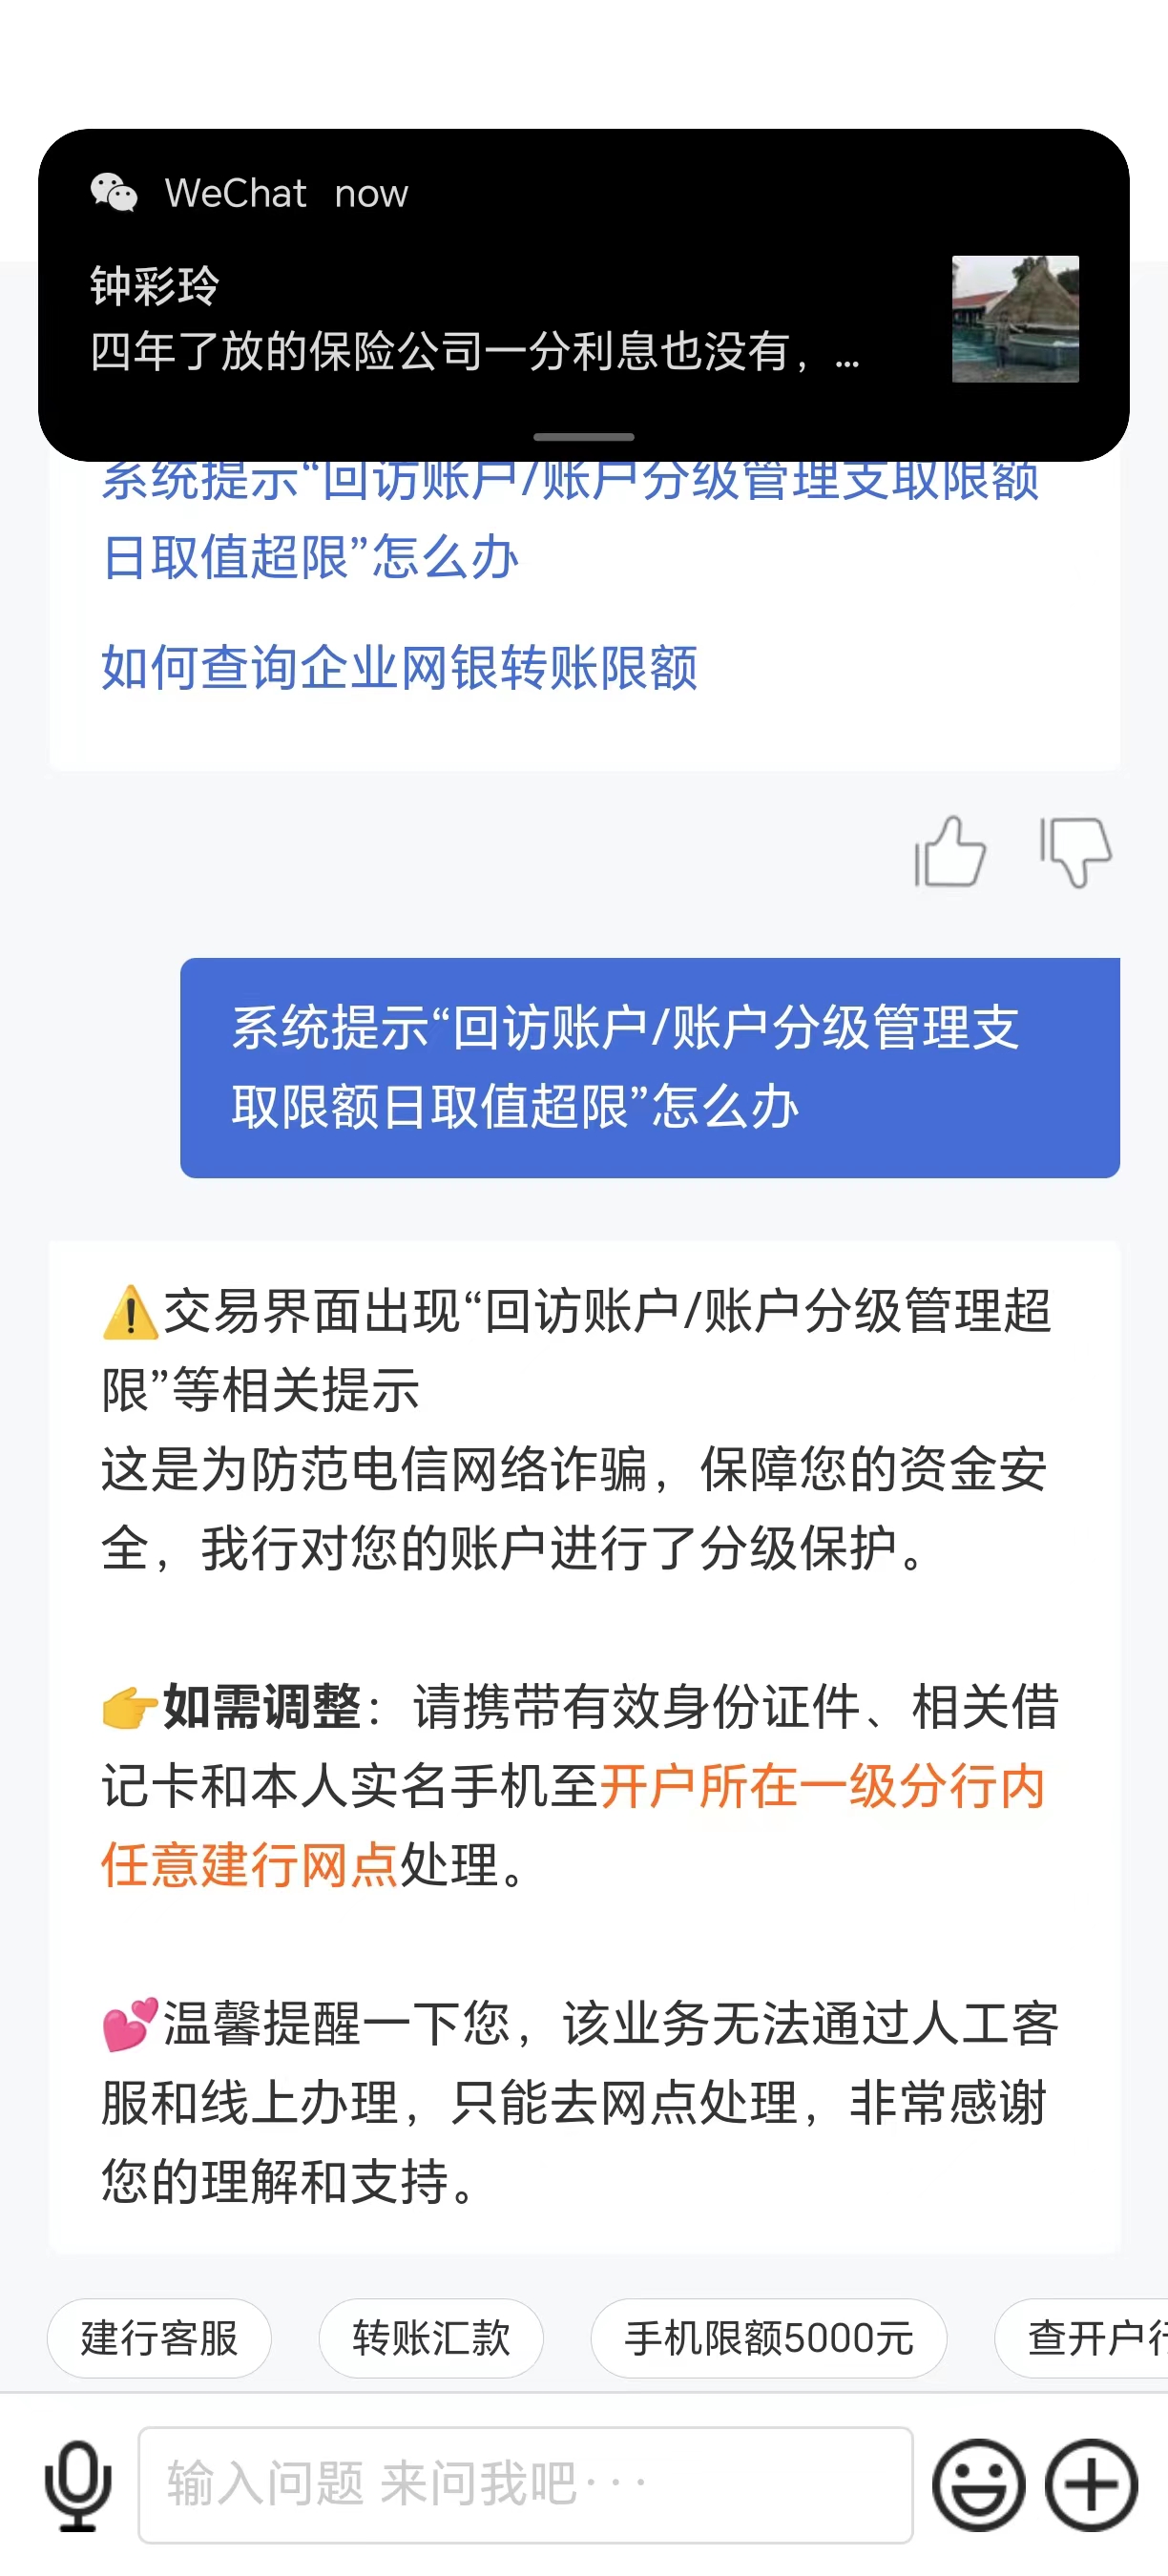 WeChat now
钟彩玲
四年了放的保险公司一分利息也没有，...
系统提示“回访账户/账户分级管理支取限额
日取值超限”怎么办
如何查询企业网银转账限额
系统提示“回访账户/账户分级管理支
取限额日取值超限”怎么办
⚠️交易界面出现“回访账户/账户分级管理超
限”等相关提示
这是为防范电信网络诈骗，保障您的资金安
全，我行对您的账户进行了分级保护。
👉如需调整：请携带有效身份证件、相关借
记卡和本人实名手机至开户所在一级分行内
任意建行网点处理。
💕温馨提醒一下您，该业务无法通过人工客
服和线上办理，只能去网点处理，非常感谢
您的理解和支持。
建行客服 转账汇款 手机限额5000元 查开户行
输入问题 来问我吧···